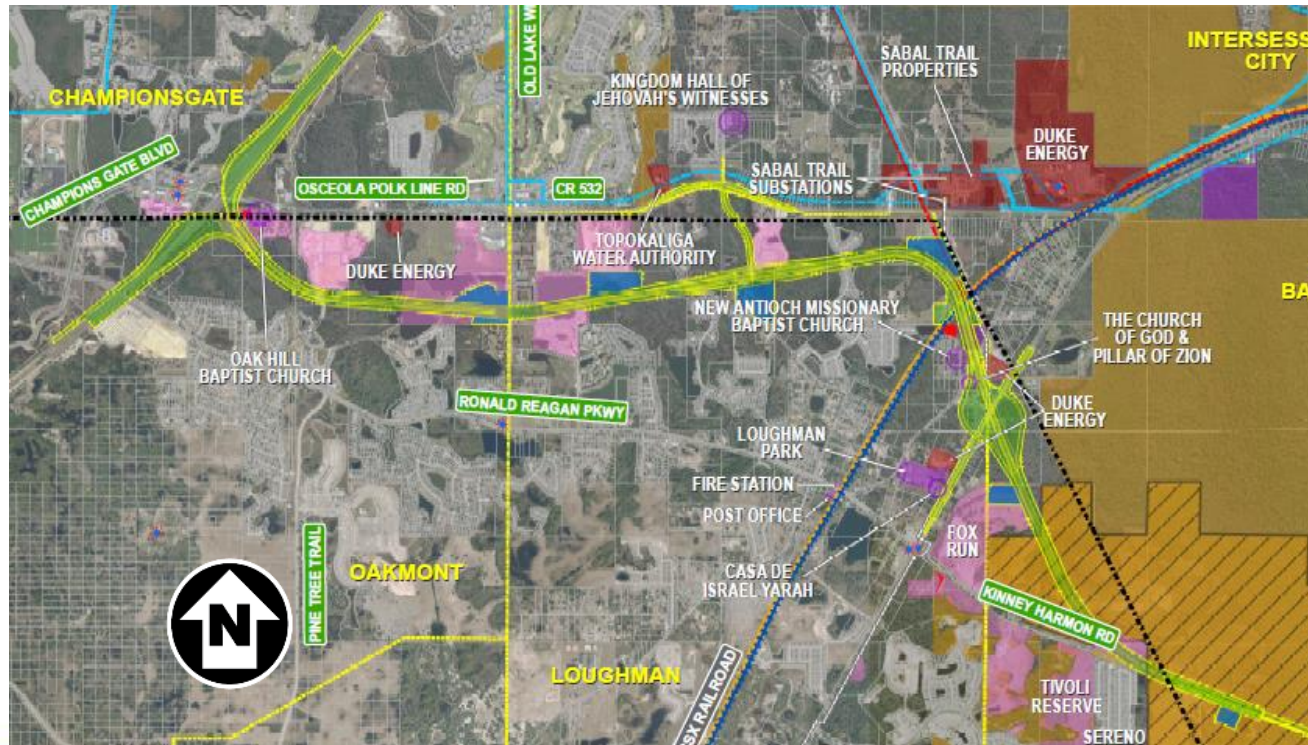 OLD LAKE WI
INTERSESS
CITY
SABAL TRAIL
PROPERTIES
KINGDOM HALL OF
JEHOVAH'S WITNESSES
CHAMPIONSGATE
DUKE
ENERGY
CHAMPIONS GATE BLVD
OSCEOLA POLK LINE RD
CR 532
SABAL TRAIL
SUBSTATIONS
TOPOKALIGA
WATER AUTHORITY
DUKE ENERGY
BA
NEW ANTIOCH MISSIONARY
BAPTIST CHURCH
THE CHURCH
OF GOD &
PILLAR OF ZION
OAK HILL
BAPTIST CHURCH
RONALD REAGAN PKWY
DUKE
ENERGY
LOUGHMAN
PARK
FIRE STATION
POST OFFICE
FOX
RUN
CASA DE
ISRAEL YARAH
OAKMONT
PINE TREE TRAIL
N
KINNEY HARMON RD
LOUGHMAN
SX RAILROAD
TIVOLI
RESERVE
SERENO